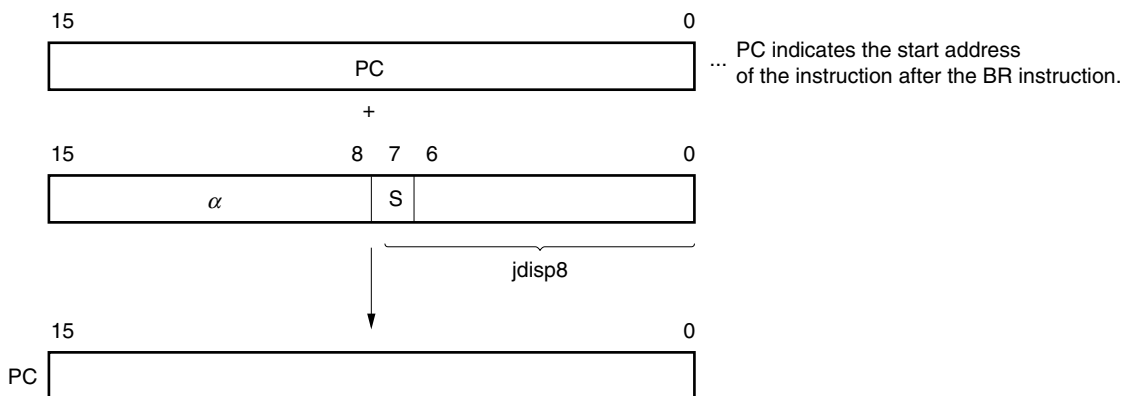 15 0
PC
... PC indicates the start address
of the instruction after the BR instruction.
+
15 8 7 6 0
α S
jdisp8
15 0
PC